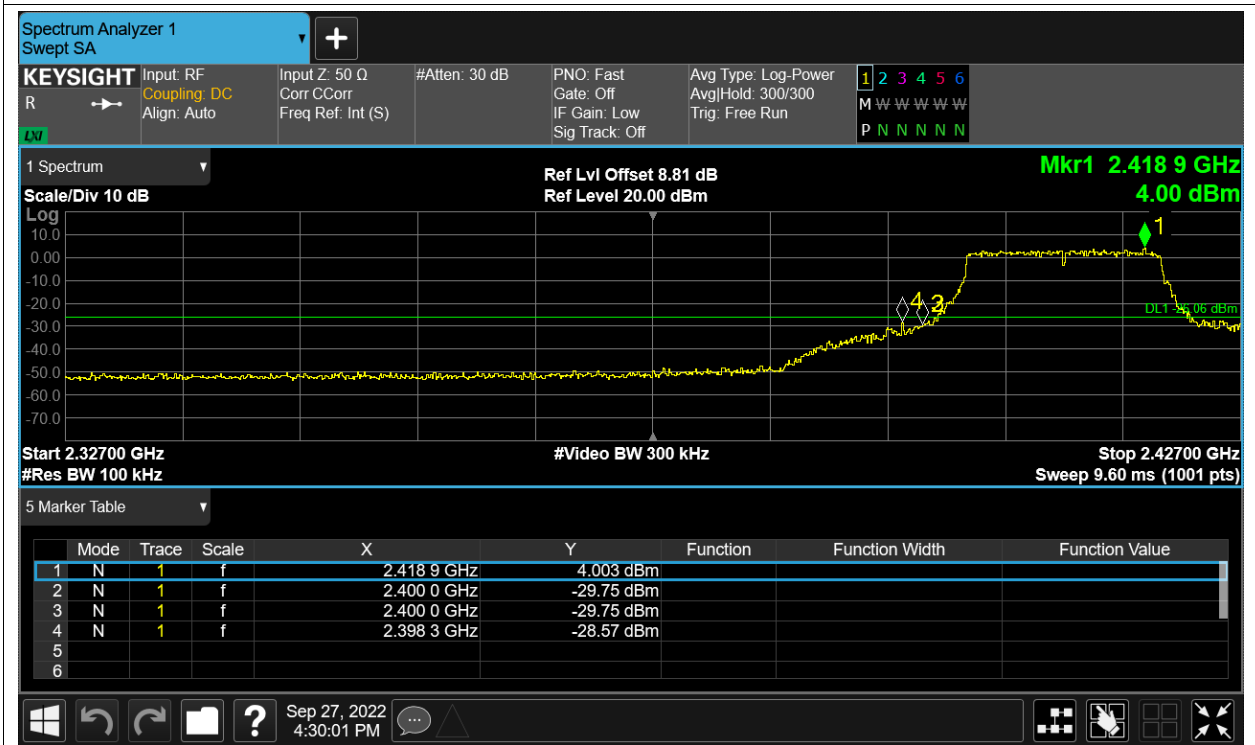 Spectrum Analyzer 1
Swept SA
KEYSIGHT Input: RF Input Z: 50 Ω #Atten: 30 dB PNO: Fast Avg Type: Log-Power 1 2 3 4 5 6
R Coupling: DC Corr CCorr Gate: Off Avg|Hold: 300/300 M W W W W W
Align: Auto Freq Ref: Int (S) IF Gain: Low Trig: Free Run
LXI Sig Track: Off P N N N N N
1 Spectrum Ref Lvl Offset 8.81 dB Mkr1 2.418 9 GHz
Scale/Div 10 dB Ref Level 20.00 dBm 4.00 dBm
Log
10.0
0.00
-10.0
-20.0
-30.0
-40.0
-50.0
-60.0
-70.0
1
4 2
DL1 -26.06 dBm
Start 2.32700 GHz #Video BW 300 kHz Stop 2.42700 GHz
#Res BW 100 kHz Sweep 9.60 ms (1001 pts)
5 Marker Table
Mode Trace Scale X Y Function Function Width Function Value
1 N 1 f 2.418 9 GHz 4.003 dBm
2 N 1 f 2.400 0 GHz -29.75 dBm
3 N 1 f 2.400 0 GHz -29.75 dBm
4 N 1 f 2.398 3 GHz -28.57 dBm
5
6
? Sep 27, 2022
4:30:01 PM